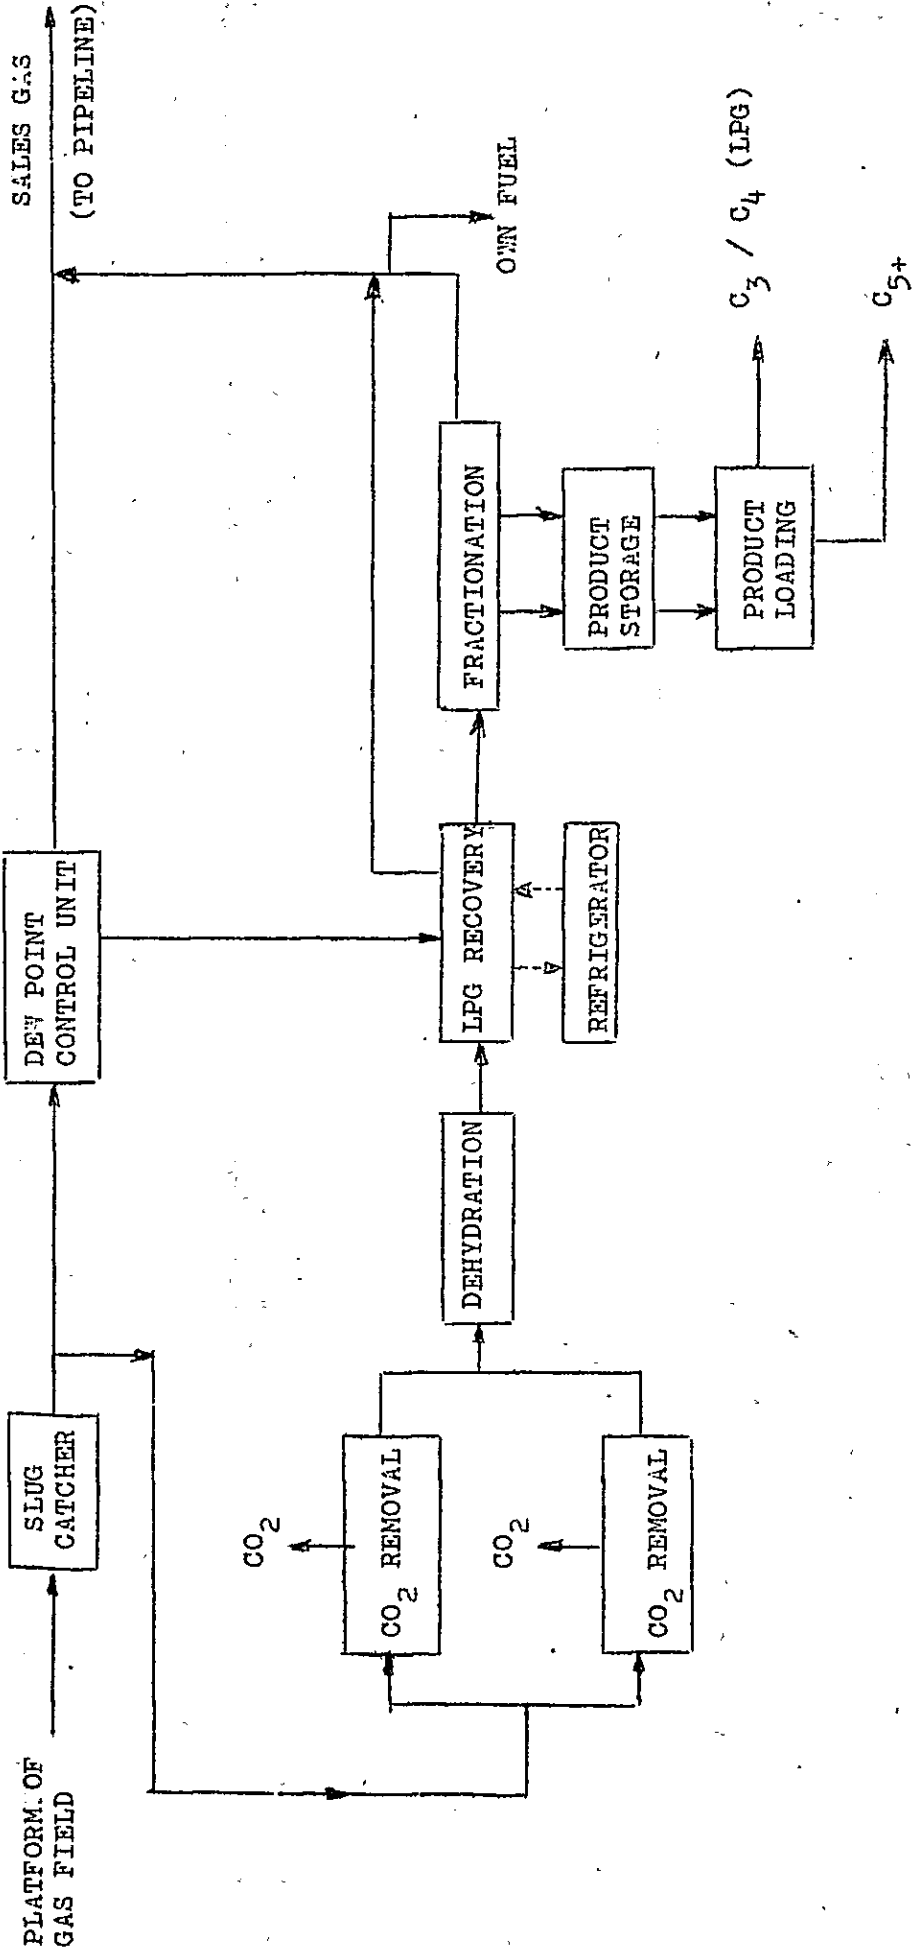 PLATFORM OF
GAS FIELD
SLUG
CATCHER
DEW POINT
CONTROL UNIT
SALES GAS
(TO PIPELINE)
CO2
CO2 REMOVAL
CO2
CO2 REMOVAL
DEHYDRATION
LPG RECOVERY
REFRIGERATOR
FRACTIONATION
OWN FUEL
PRODUCT
STORAGE
PRODUCT
LOADING
C3 / C4 (LPG)
C5+